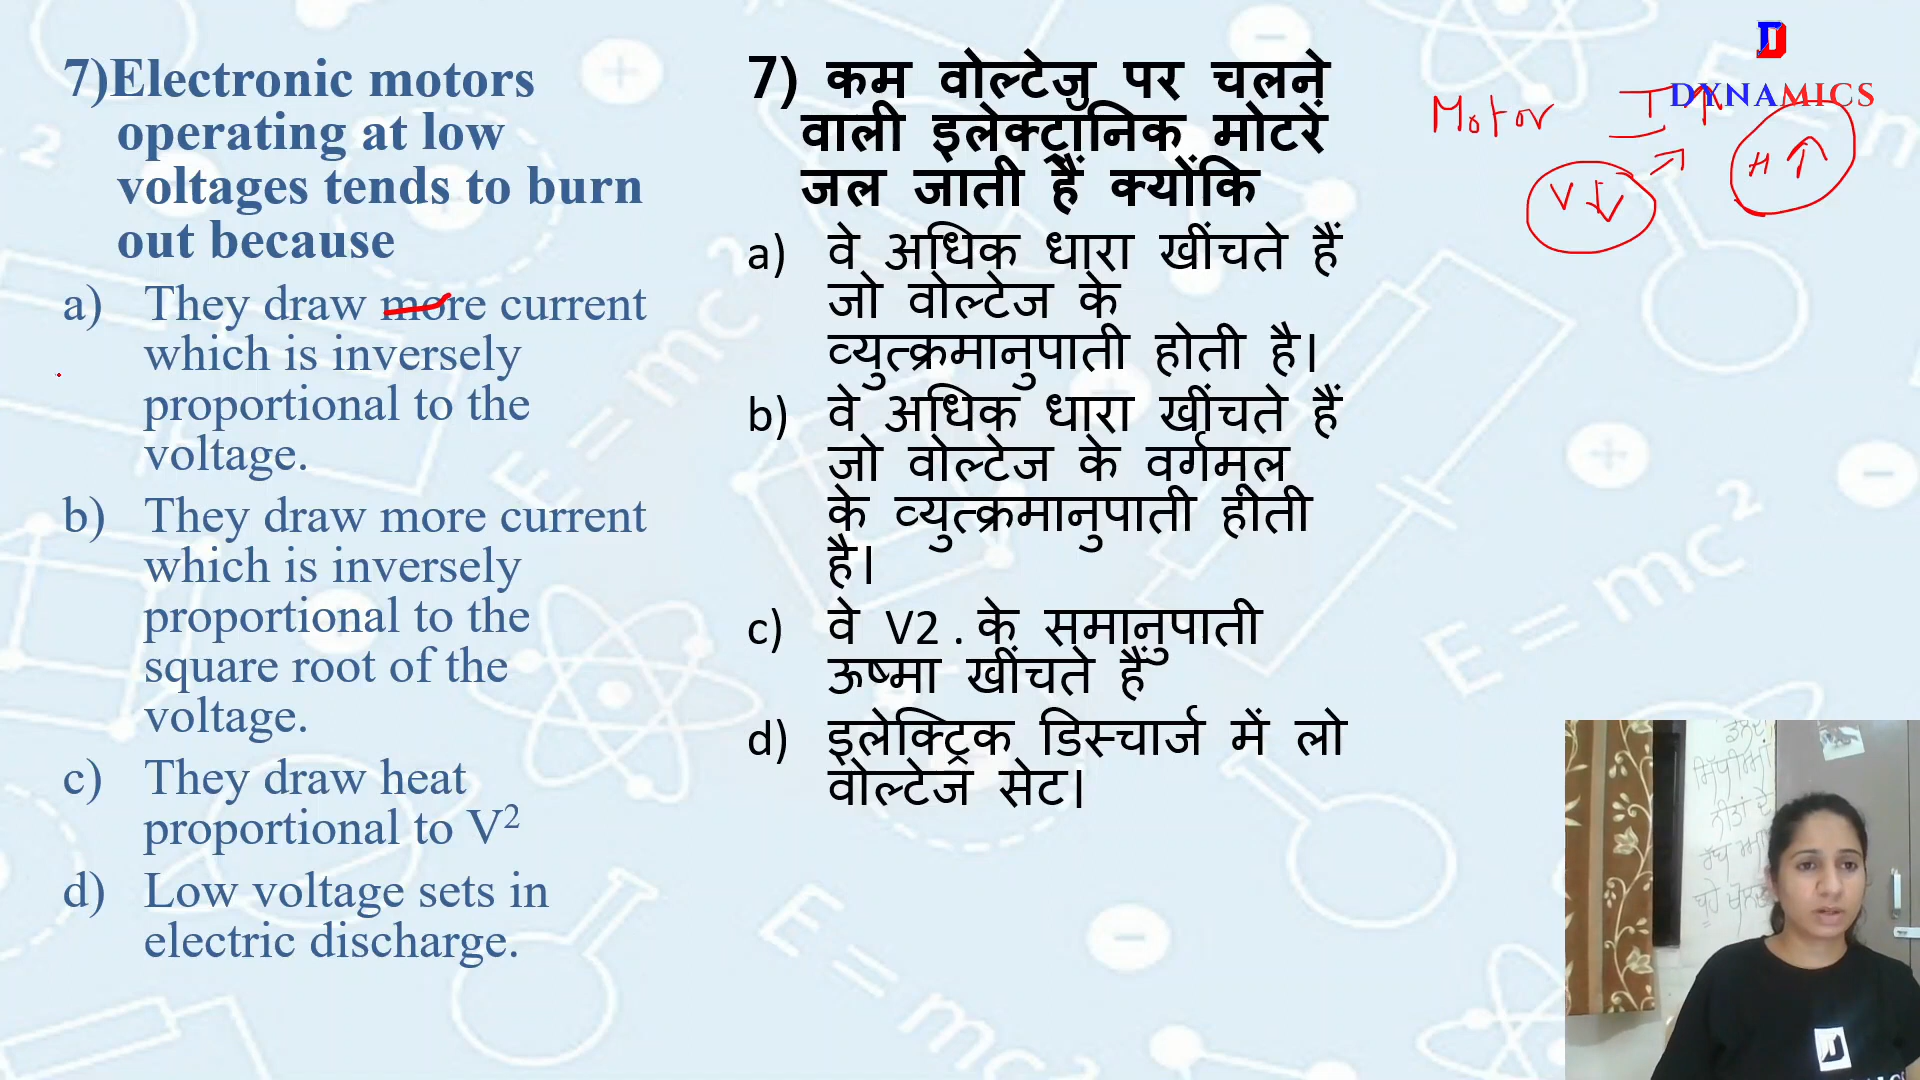 7)Electronic motors
operating at low
voltages tends to burn
out because
a) They draw more current
which is inversely
proportional to the
voltage.
b) They draw more current
which is inversely
proportional to the
square root of the
voltage.
c) They draw heat
proportional to V²
d) Low voltage sets in
electric discharge.
7) कम वोल्टेज पर चलने
वाली इलेक्ट्रॉनिक मोटरें
जल जाती हैं क्योंकि
a) वे अधिक धारा खींचते हैं
जो वोल्टेज के
व्युत्क्रमानुपाती होती है।
b) वे अधिक धारा खींचते हैं
जो वोल्टेज के वर्गमूल
के व्युत्क्रमानुपाती होती
है।
c) वे V2 . के समानुपाती
ऊष्मा खींचते हैं
d) इलेक्ट्रिक डिस्चार्ज में लो
वोल्टेज सेट।
DYNAMICS
Motor I ↑
V ↓ → H ↑
E = mc²
E = mc²
E = mc²